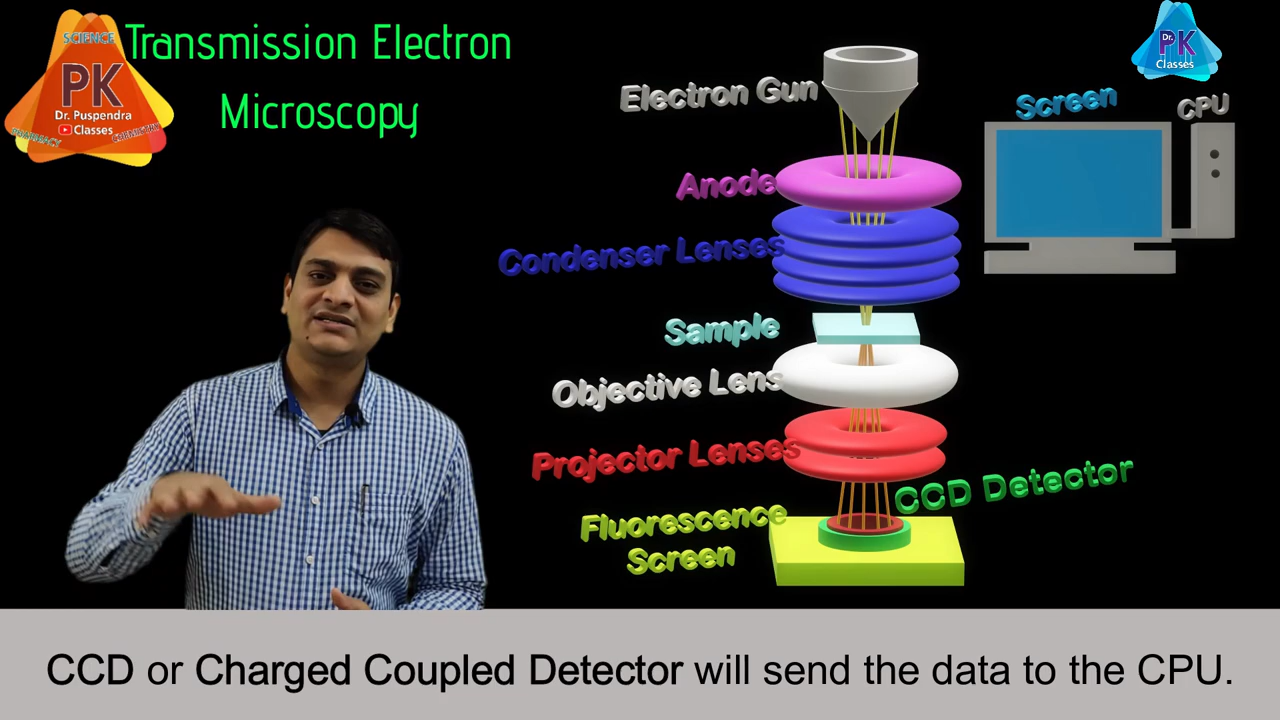 SCIENCE
PK
Dr. Puspendra
Classes
PHARMACY
CHEMISTRY
Transmission Electron
Microscopy
Dr.
PK
Classes
Electron Gun
Screen
CPU
Anode
Condenser Lenses
Sample
Objective Lens
Projector Lenses
CCD Detector
Fluorescence
Screen
CCD or Charged Coupled Detector will send the data to the CPU.